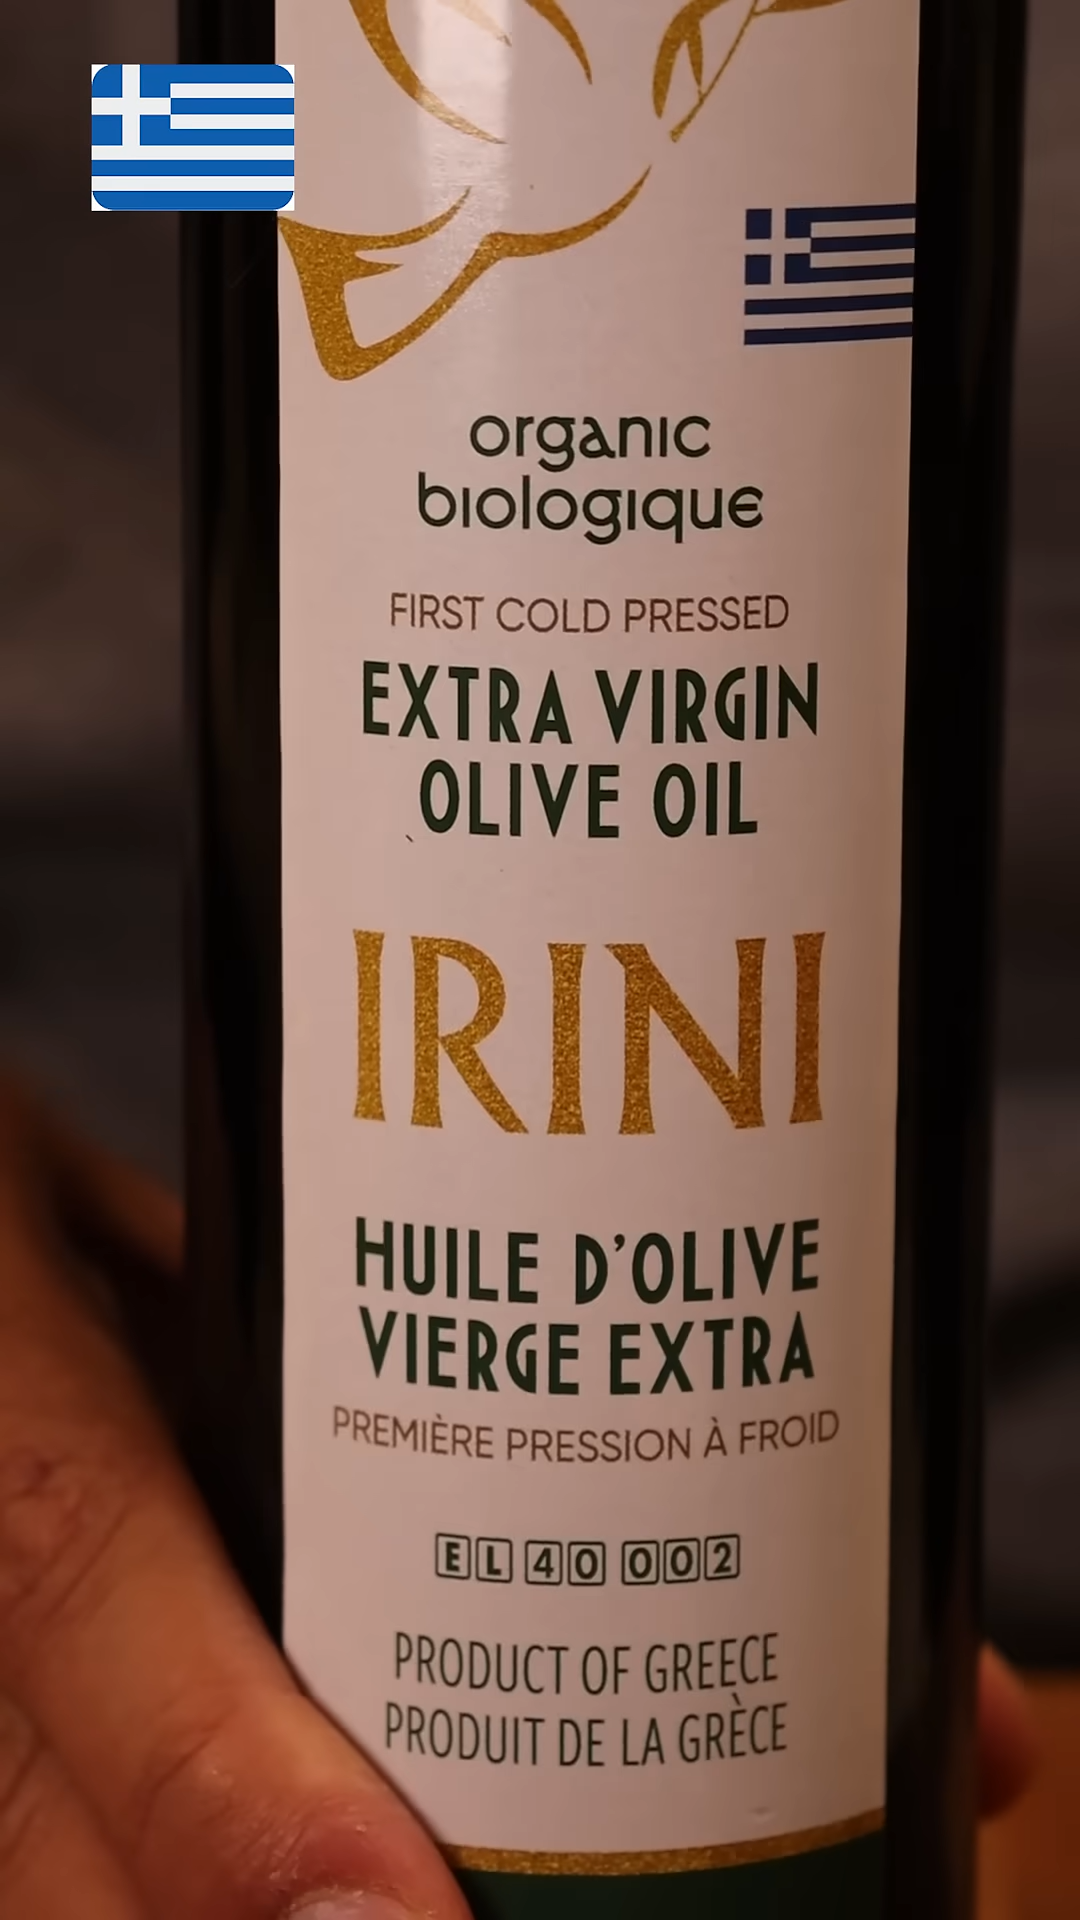 organic
biologique
FIRST COLD PRESSED
EXTRA VIRGIN
OLIVE OIL
IRINI
HUILE D'OLIVE
VIERGE EXTRA
PREMIÈRE PRESSION À FROID
EL 40 002
PRODUCT OF GREECE
PRODUIT DE LA GRÈCE